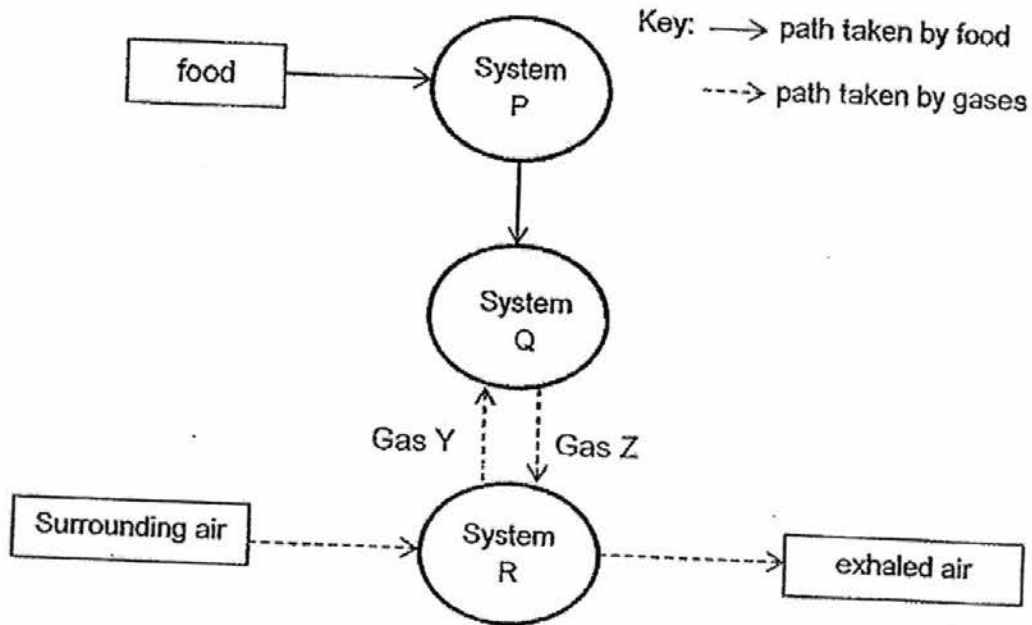 Key: path taken by food
path taken by gases
food
System
P
System
Q
Gas Y
Gas Z
Surrounding air
System
R
exhaled air